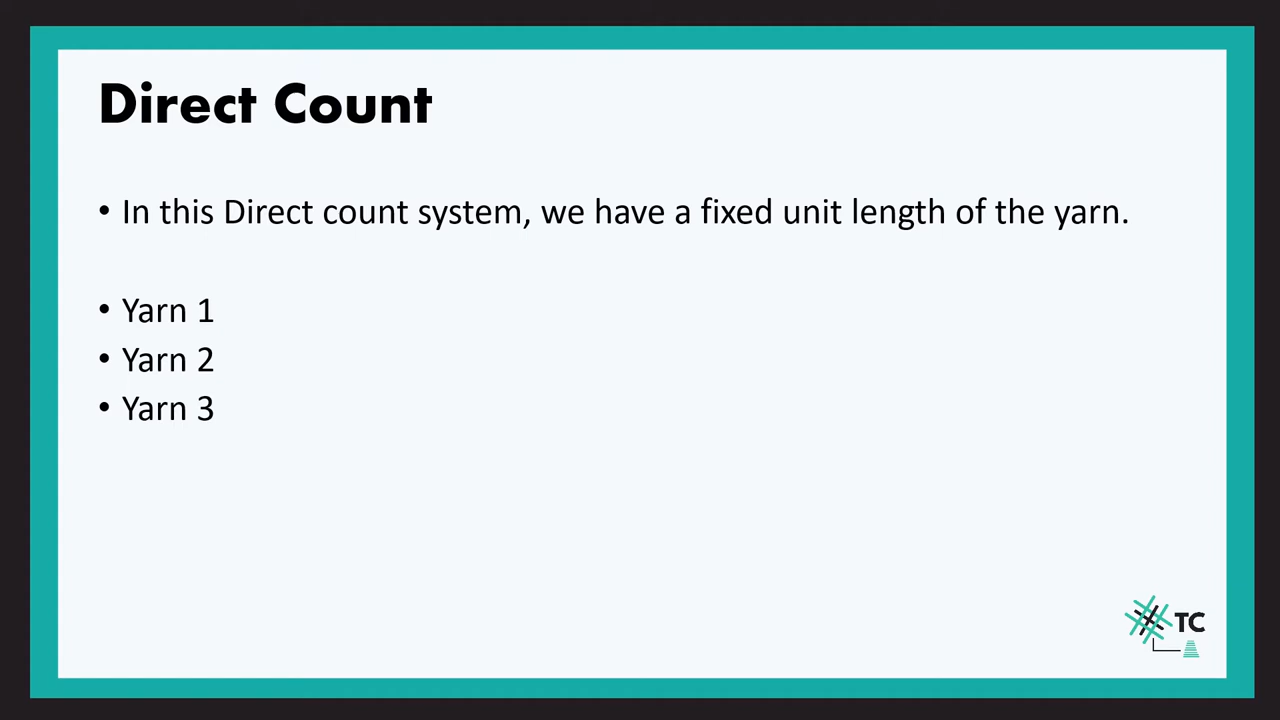 Direct Count
• In this Direct count system, we have a fixed unit length of the yarn.
• Yarn 1
• Yarn 2
• Yarn 3
TC